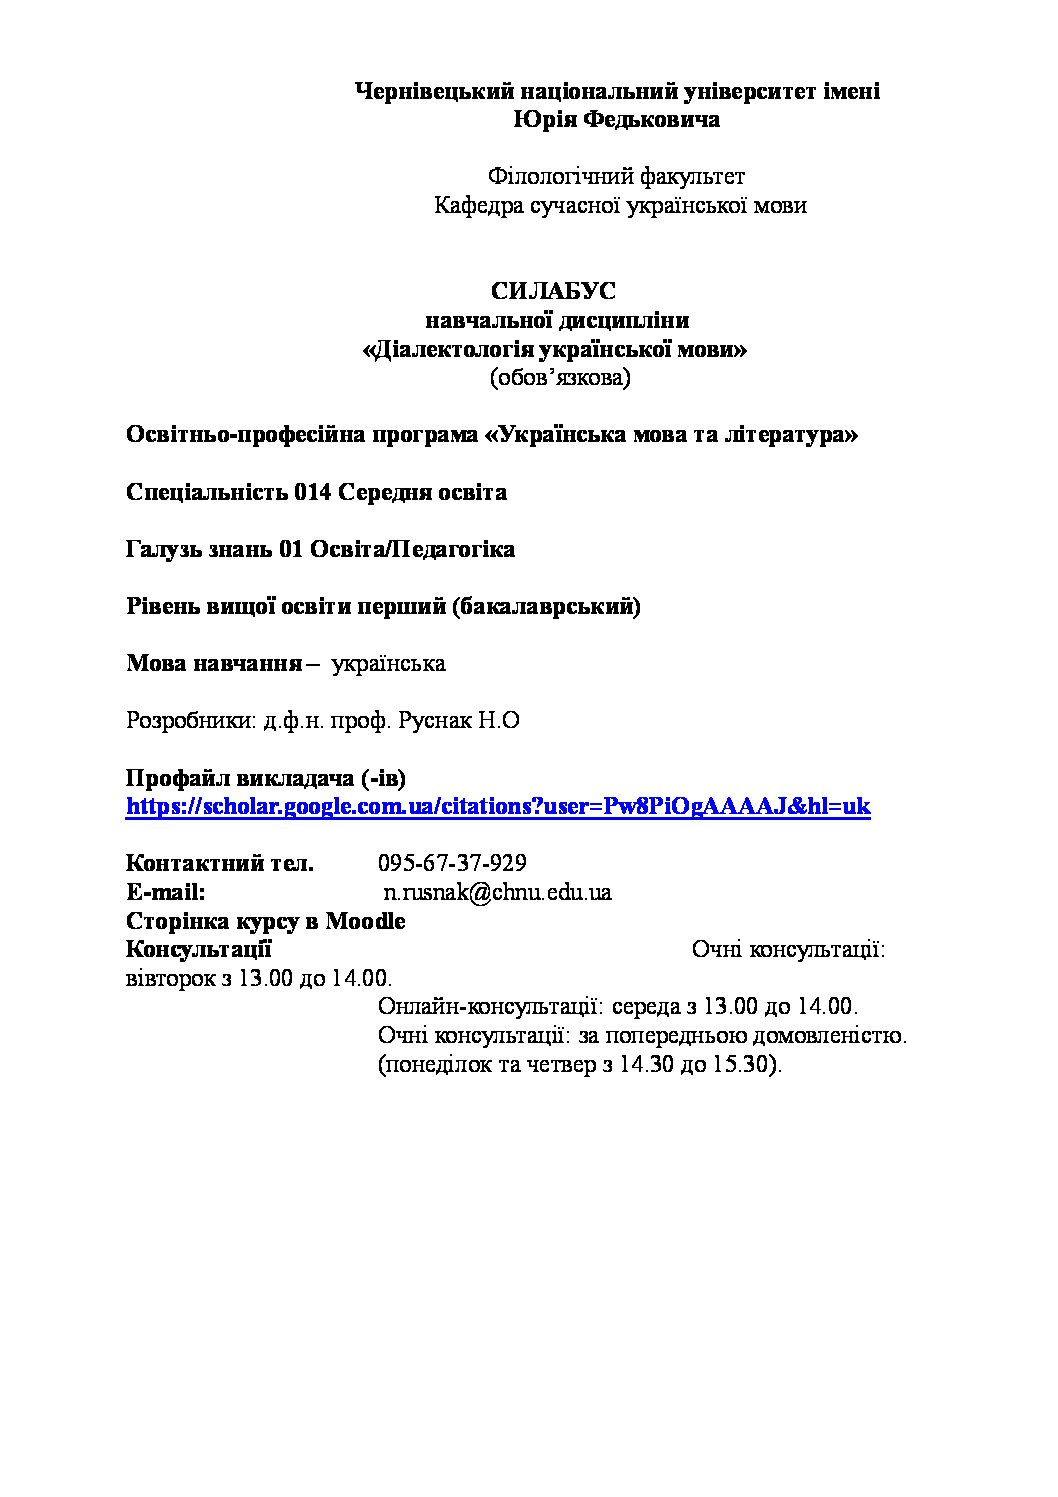 Чернівецький національний університет імені
Юрія Федьковича
Філологічний факультет
Кафедра сучасної української мови
СИЛАБУС
навчальної дисципліни
«Діалектологія української мови»
(обов’язкова)
Освітньо-професійна програма «Українська мова та література»
Спеціальність 014 Середня освіта
Галузь знань 01 Освіта/Педагогіка
Рівень вищої освіти перший (бакалаврський)
Мова навчання – українська
Розробники: д.ф.н. проф. Руснак Н.О
Профайл викладача (-ів)
https://scholar.google.com.ua/citations?user=Pw8PiOgAAAAJ&hl=uk
Контактний тел. 095-67-37-929
E-mail: n.rusnak@chnu.edu.ua
Сторінка курсу в Moodle
Консультації Очні консультації:
вівторок з 13.00 до 14.00.
Онлайн-консультації: середа з 13.00 до 14.00.
Очні консультації: за попередньою домовленістю.
(понеділок та четвер з 14.30 до 15.30).